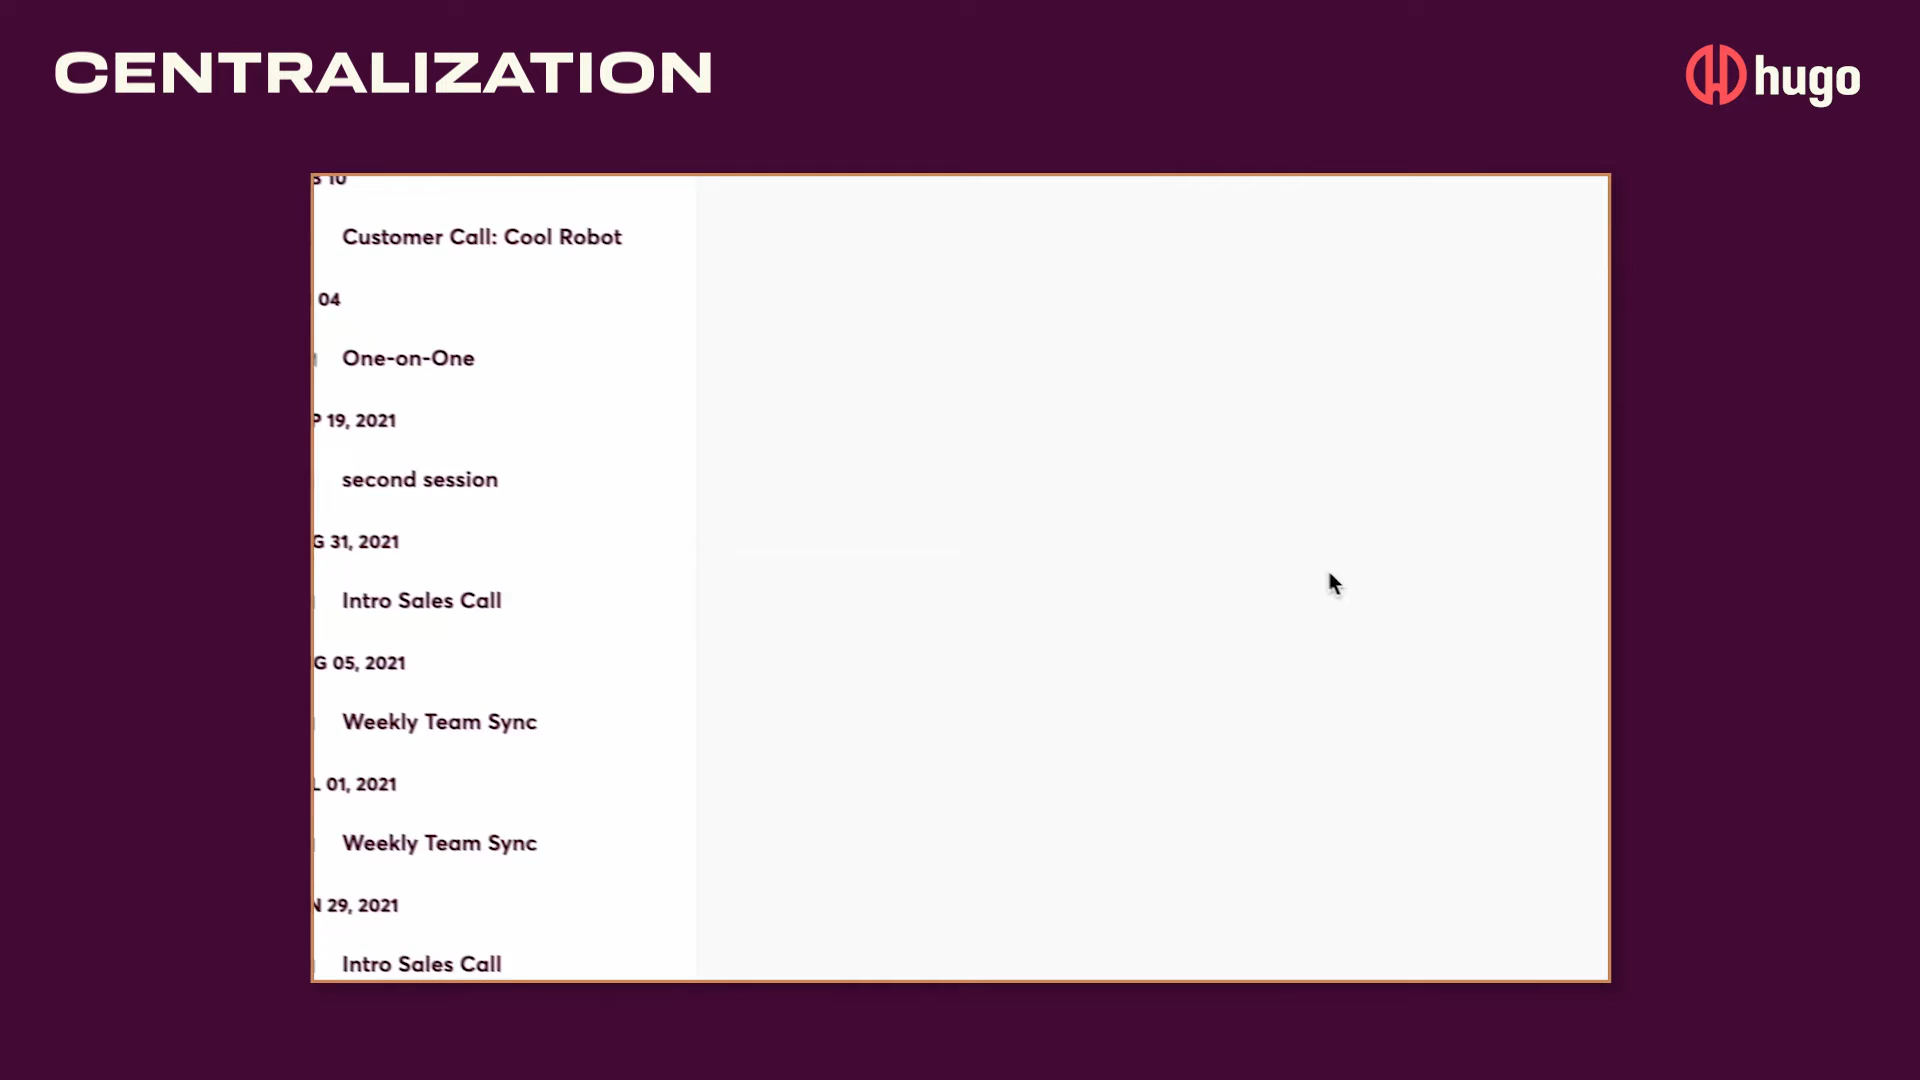 CENTRALIZATION
hugo
B 10
Customer Call: Cool Robot
04
One-on-One
P 19, 2021
second session
G 31, 2021
Intro Sales Call
G 05, 2021
Weekly Team Sync
L 01, 2021
Weekly Team Sync
N 29, 2021
Intro Sales Call